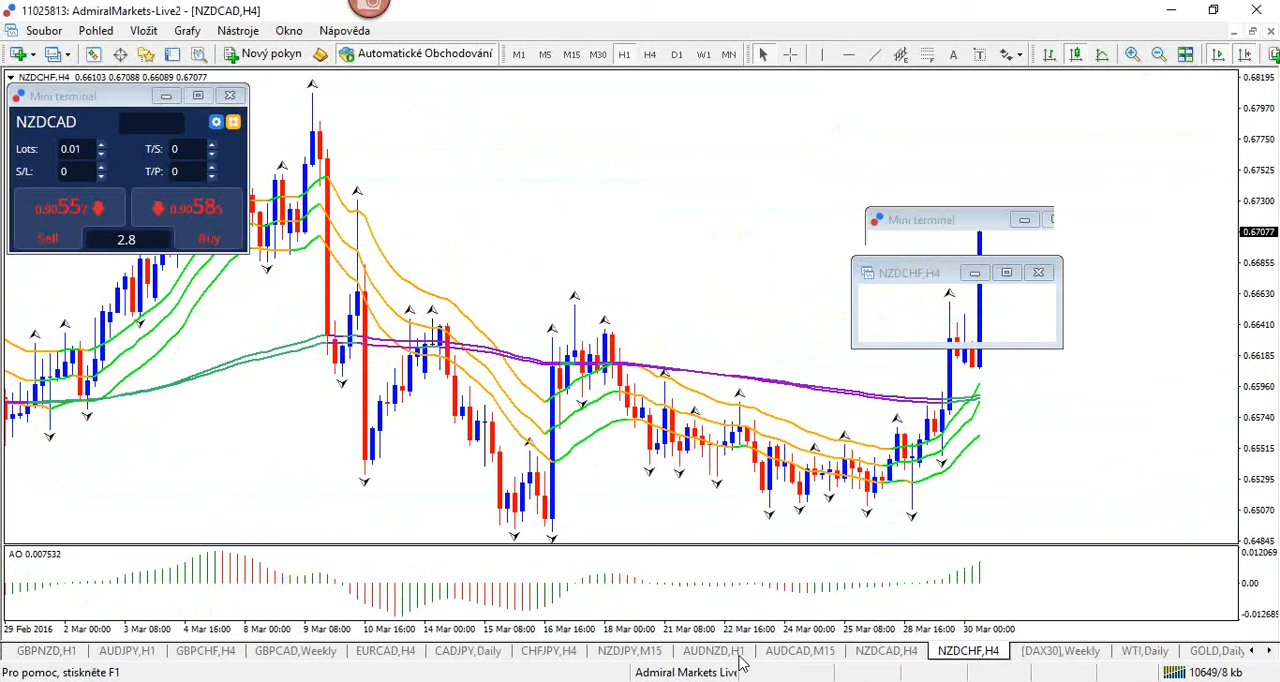 11025813: AdmiralMarkets-Live2 - [NZDCAD,H4]
Soubor Pohled Vložit Grafy Nástroje Okno Nápověda
Nový pokyn Automatické Obchodování M1 M5 M15 M30 H1 H4 D1 W1 MN A T
NZDCHF,H4 0.66103 0.67088 0.66089 0.67077
Mini terminal
NZDCAD
Lots: 0.01 T/S: 0
S/L: 0 T/P: 0
0.90557 0.90585
Sell 2.8 Buy
Mini terminal
NZDCHF,H4
0.68195
0.67970
0.67750
0.67525
0.67300
0.67077
0.66855
0.66630
0.66410
0.66185
0.65960
0.65740
0.65515
0.65295
0.65070
0.64845
AO 0.007532
0.012069
0.00
-0.012685
29 Feb 2016 2 Mar 00:00 3 Mar 08:00 4 Mar 16:00 8 Mar 00:00 9 Mar 08:00 10 Mar 16:00 14 Mar 00:00 15 Mar 08:00 16 Mar 16:00 18 Mar 00:00 21 Mar 08:00 22 Mar 16:00 24 Mar 00:00 25 Mar 08:00 28 Mar 16:00 30 Mar 00:00
GBPNZD,H1 AUDJPY,H1 GBPCHF,H4 GBPCAD,Weekly EURCAD,H4 CADJPY,Daily CHFJPY,H4 NZDJPY,M15 AUDNZD,H1 AUDCAD,M15 NZDCAD,H4 NZDCHF,H4 [DAX30],Weekly WTI,Daily GOLD,Daily
Pro pomoc, stiskněte F1 Admiral Markets Live 10649/8 kb